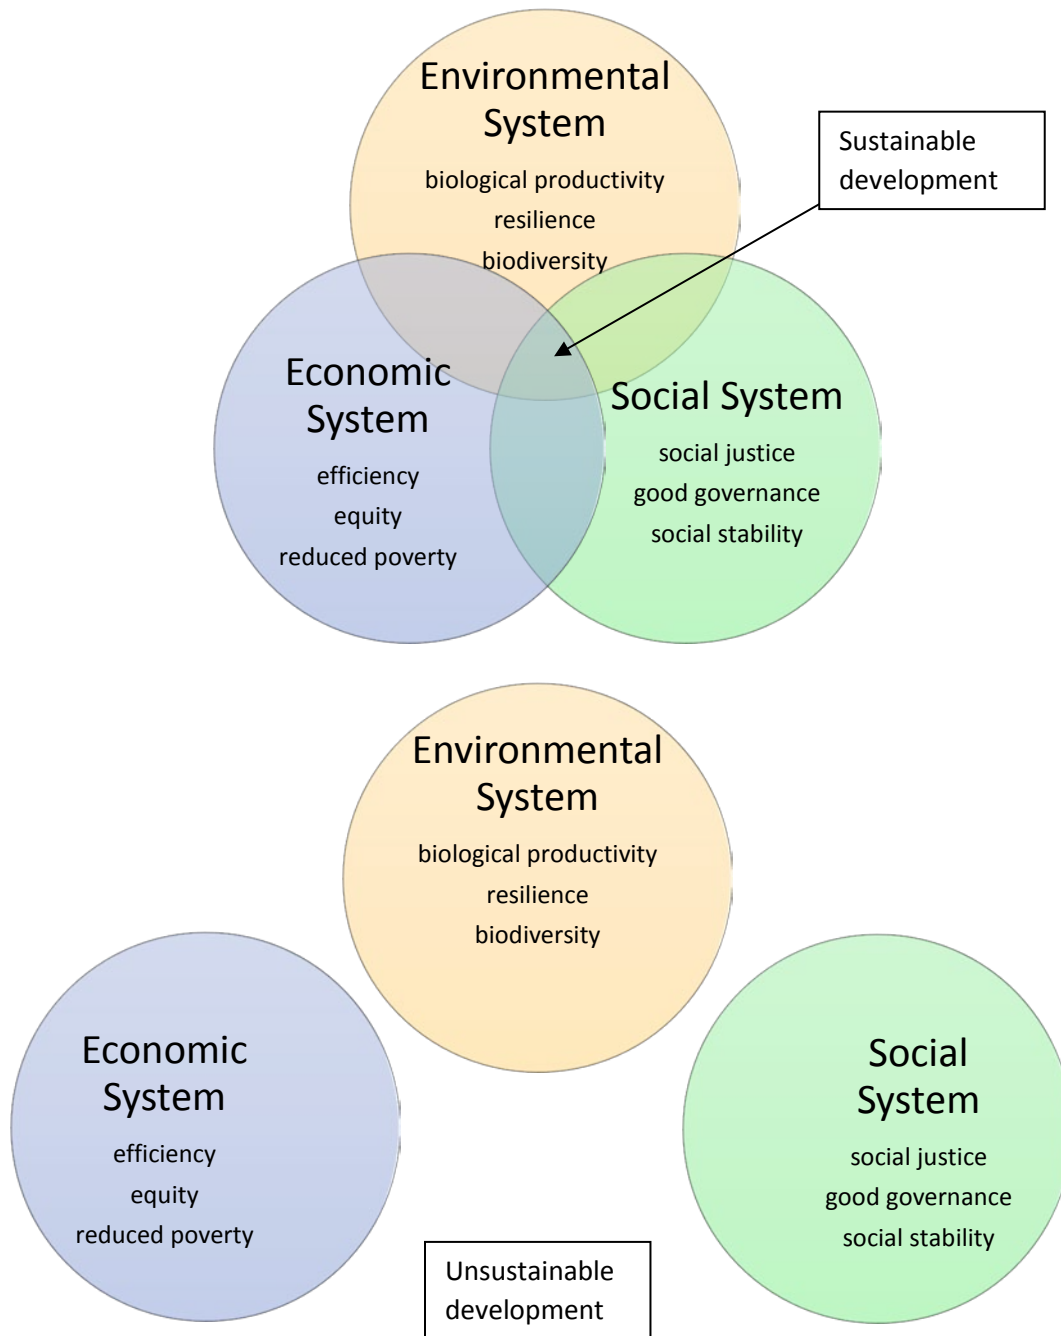 Environmental
System
biological productivity
resilience
biodiversity
Sustainable
development
Economic
System
efficiency
equity
reduced poverty
Social System
social justice
good governance
social stability
Environmental
System
biological productivity
resilience
biodiversity
Economic
System
efficiency
equity
reduced poverty
Social
System
social justice
good governance
social stability
Unsustainable
development